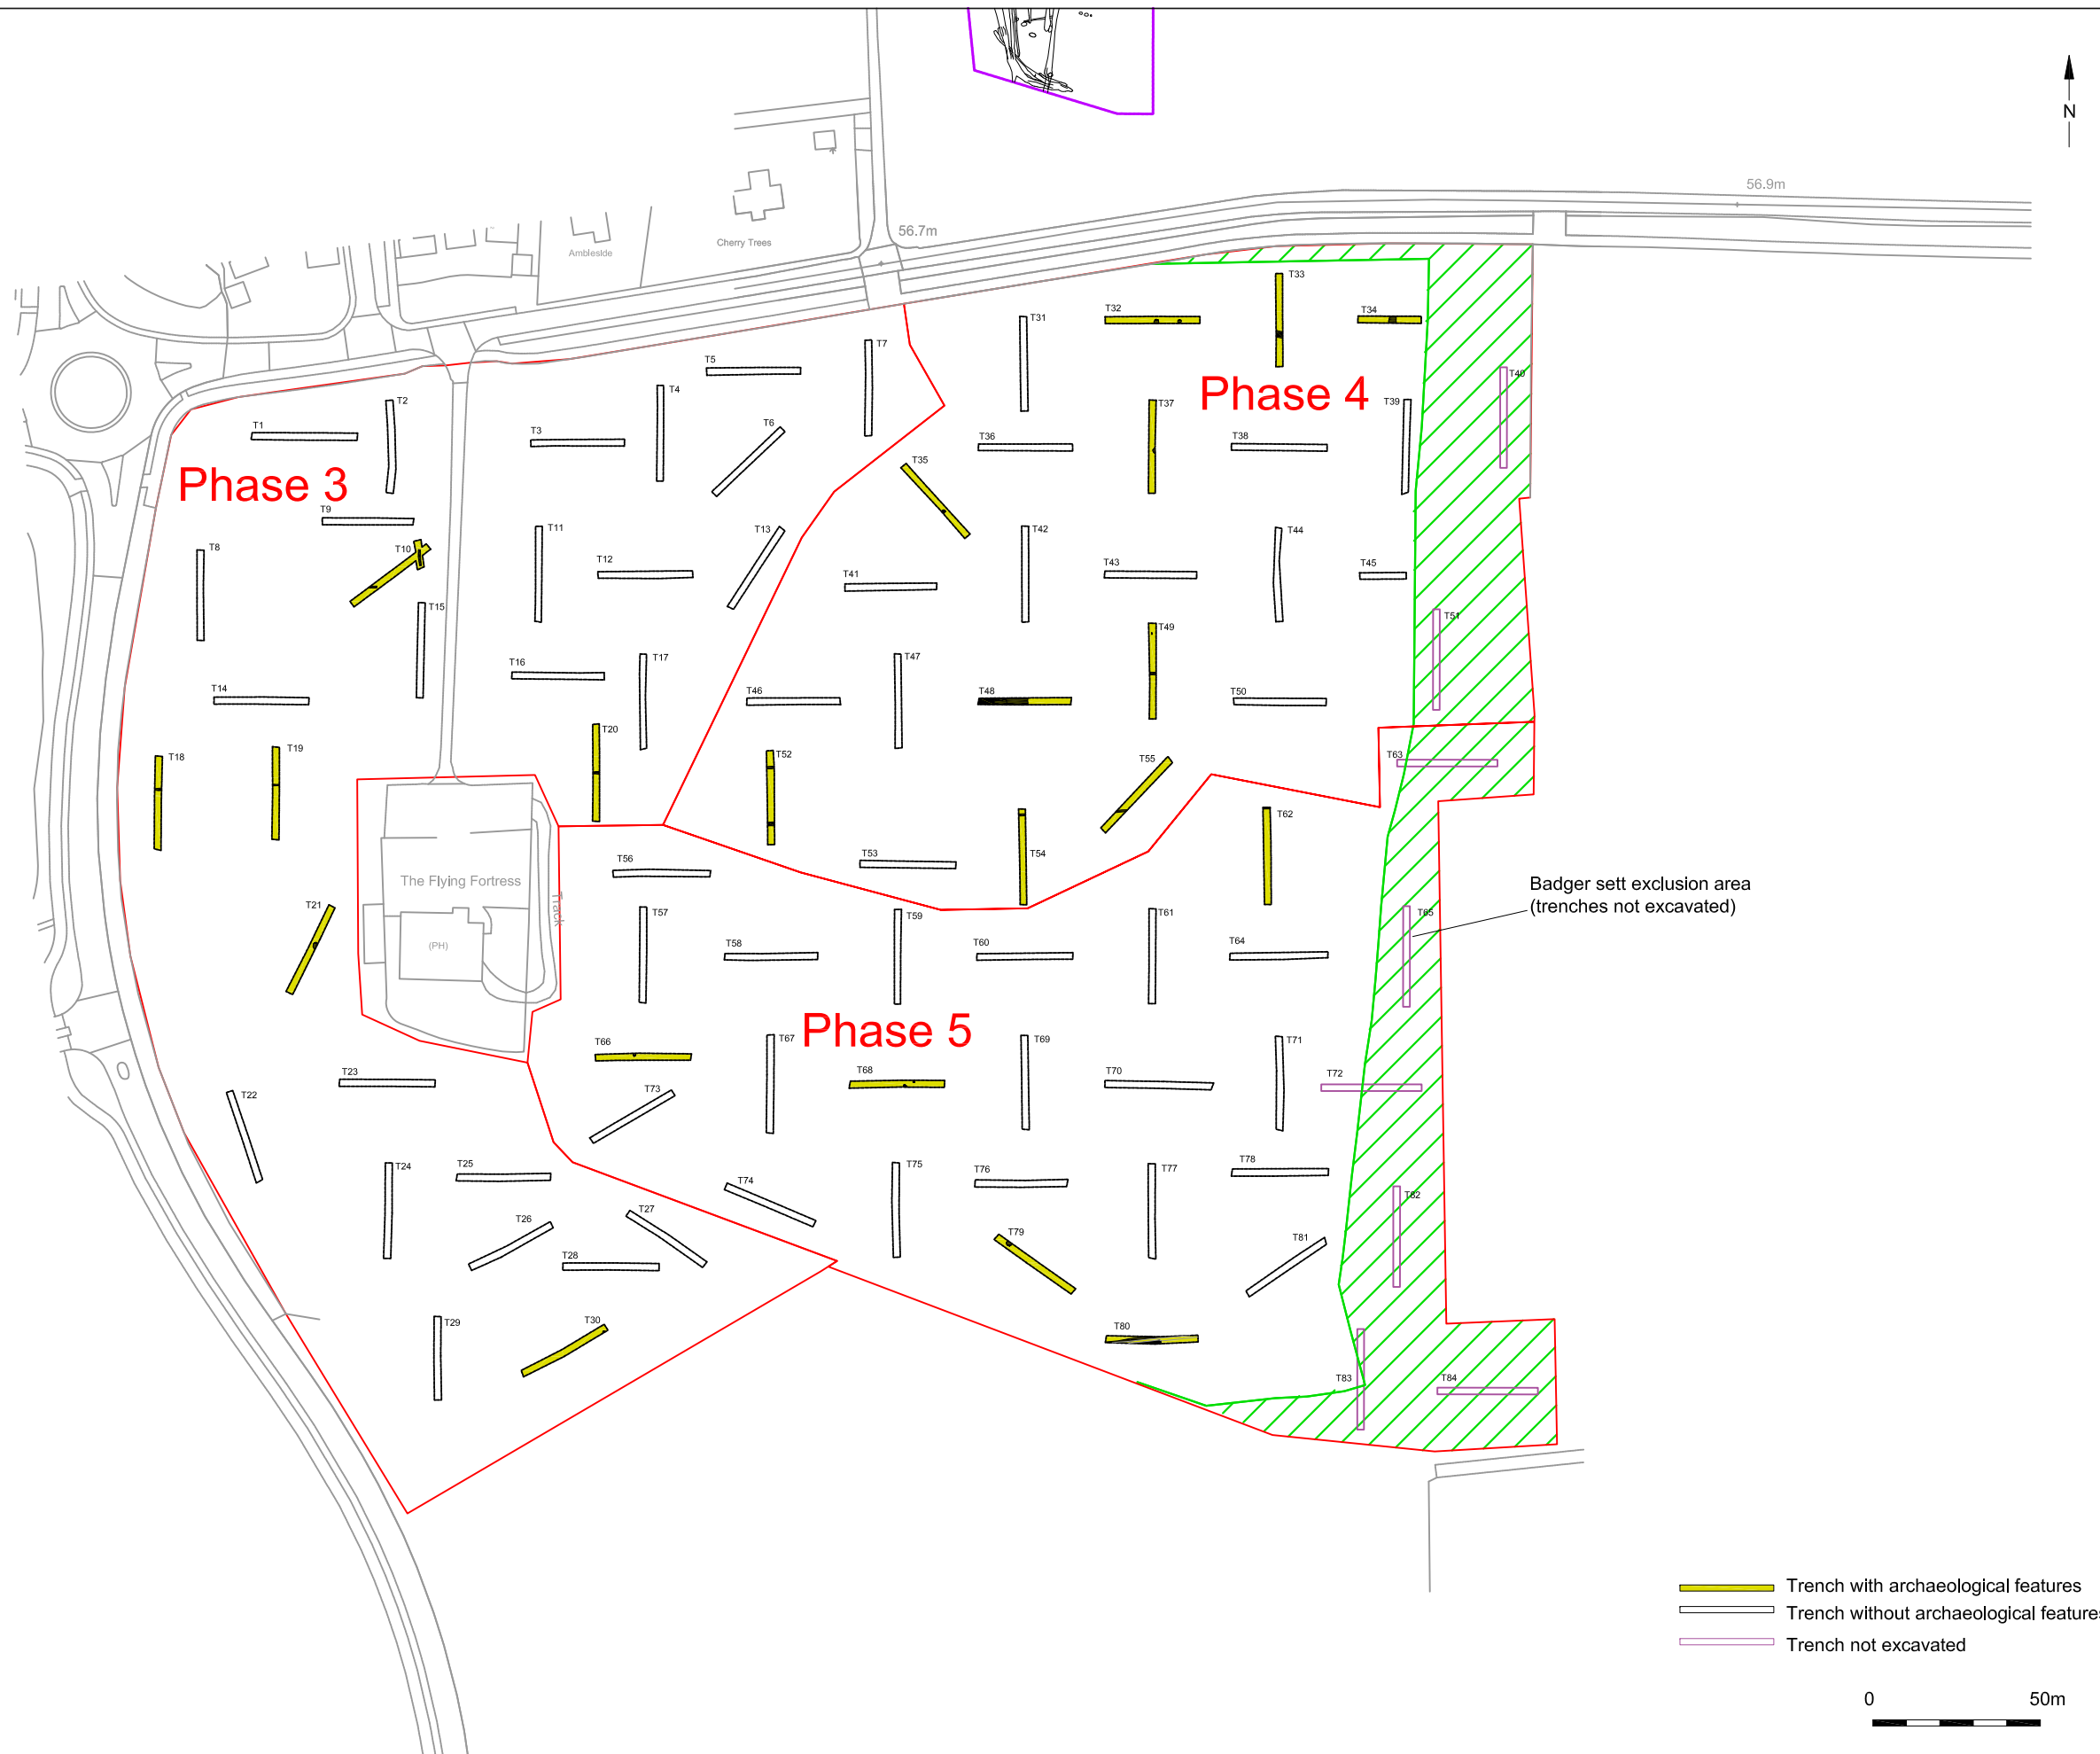 N
56.9m
56.7m
Cherry Trees
Ambleside
T33
T32
T34
T31
T7
T5
T4
T40
Phase 4
T2
T37
T39
T1
T3
T6
T36
T38
T35
Phase 3
T9
T11
T13
T42
T44
T8
T10
T12
T43
T45
T15
T41
T51
T16
T17
T47
T49
T14
T46
T48
T50
T20
T18
T19
T52
T55
T63
T62
T56
T53
T54
The Flying Fortress
Badger sett exclusion area
(trenches not excavated)
T21
Track
T57
T59
T61
T65
(PH)
T58
T60
T64
Phase 5
T66
T67
T69
T71
T23
T68
T70
T72
T22
T73
T24
T25
T75
T76
T77
T78
T74
T82
T26
T27
T79
T81
T28
T29
T30
T80
T83
T84
Trench with archaeological features
Trench without archaeological features
Trench not excavated
0 50m